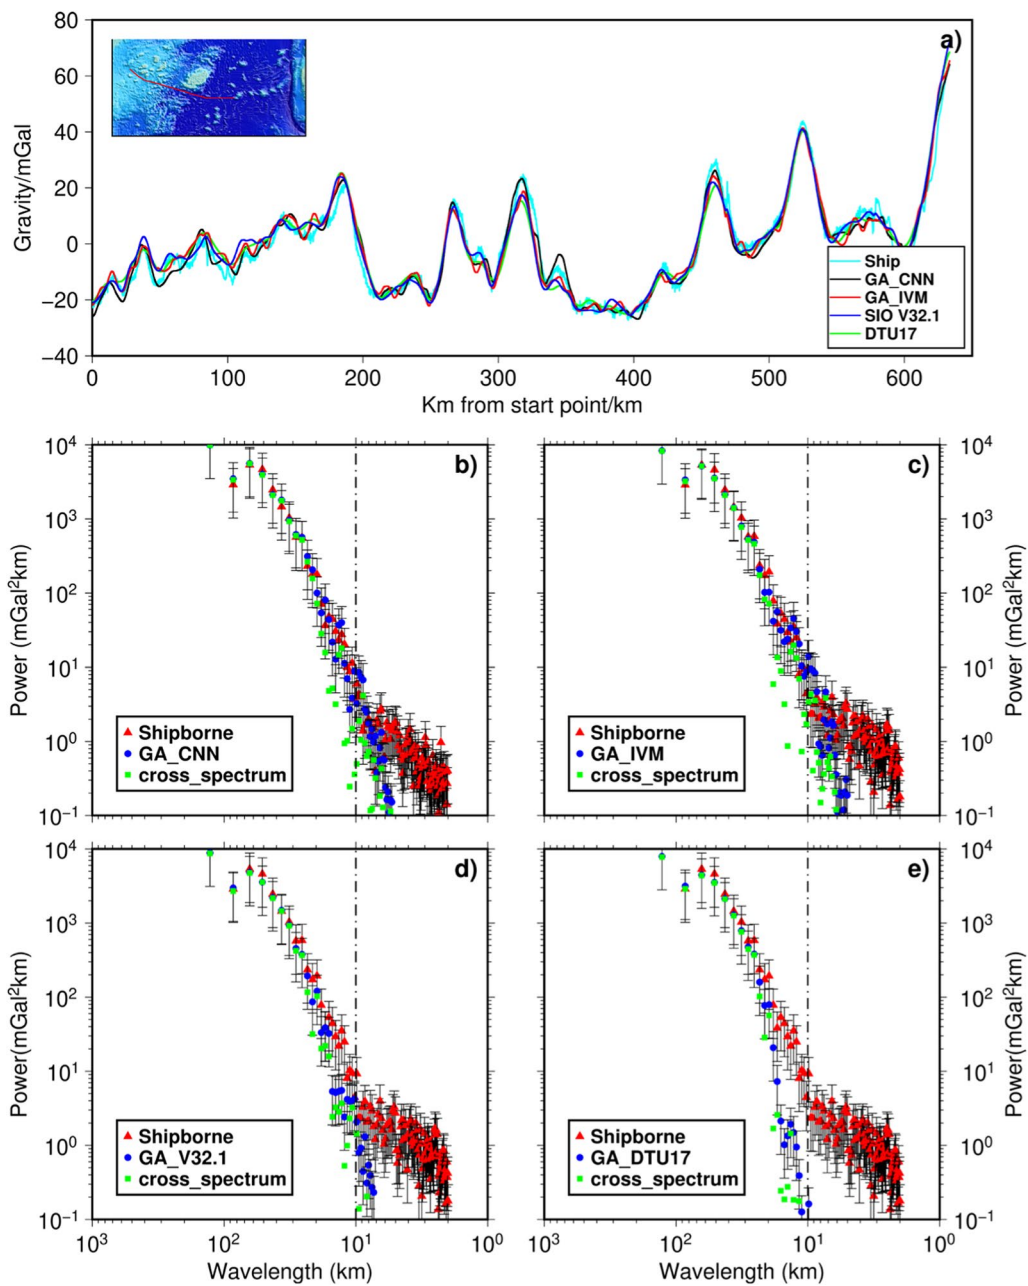 80
60
40
20
0
−20
−40
Gravity/mGal
a)
Ship
GA_CNN
GA_IVM
SIO V32.1
DTU17
0 100 200 300 400 500 600
Km from start point/km
10⁴
10³
10²
10¹
10⁰
10⁻¹
Power (mGal²km)
b)
Shipborne
GA_CNN
cross_spectrum
c)
Shipborne
GA_IVM
cross_spectrum
10⁴
10³
10²
10¹
10⁰
10⁻¹
Power (mGal²km)
10⁴
10³
10²
10¹
10⁰
10⁻¹
Power(mGal²km)
d)
Shipborne
GA_V32.1
cross_spectrum
10³ 10² 10¹ 10⁰
Wavelength (km)
e)
Shipborne
GA_DTU17
cross_spectrum
10⁴
10³
10²
10¹
10⁰
10⁻¹
Power(mGal²km)
10³ 10² 10¹ 10⁰
Wavelength (km)